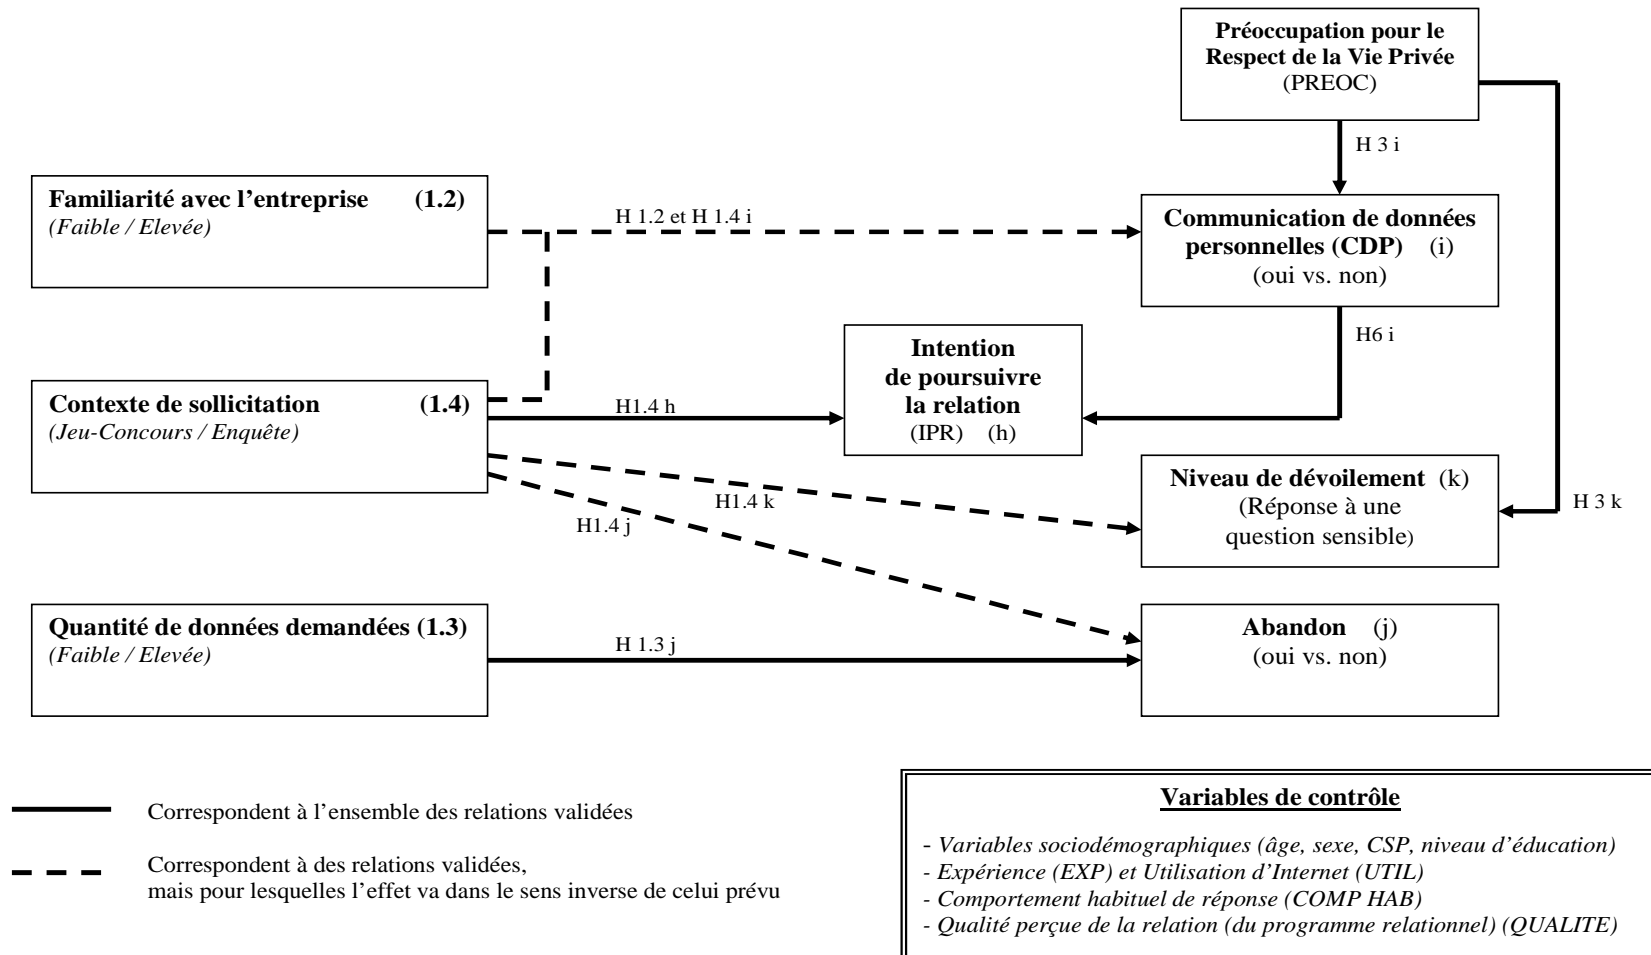 Préoccupation pour le
Respect de la Vie Privée
(PREOC)
H 3 i
Familiarité avec l’entreprise (1.2)
(Faible / Elevée)
H 1.2 et H 1.4 i
Communication de données
personnelles (CDP) (i)
(oui vs. non)
H6 i
Intention
de poursuivre
la relation
(IPR) (h)
Contexte de sollicitation (1.4)
(Jeu-Concours / Enquête)
H1.4 h
H1.4 k
H1.4 j
Niveau de dévoilement (k)
(Réponse à une
question sensible)
H 3 k
Quantité de données demandées (1.3)
(Faible / Elevée)
H 1.3 j
Abandon (j)
(oui vs. non)
Correspondent à l’ensemble des relations validées
Correspondent à des relations validées,
mais pour lesquelles l’effet va dans le sens inverse de celui prévu
Variables de contrôle
- Variables sociodémographiques (âge, sexe, CSP, niveau d’éducation)
- Expérience (EXP) et Utilisation d’Internet (UTIL)
- Comportement habituel de réponse (COMP HAB)
- Qualité perçue de la relation (du programme relationnel) (QUALITE)